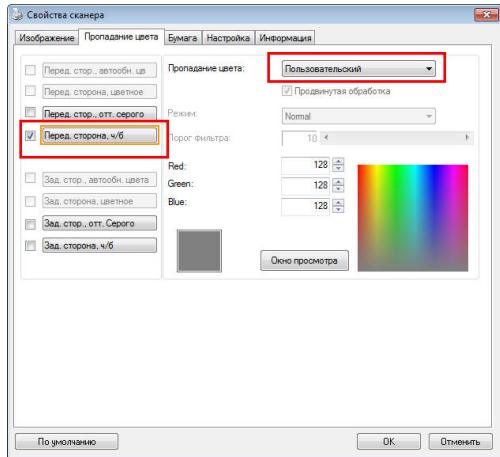 Свойства сканера
Изображение Пропадание цвета Бумага Настройка Информация
Перед. стор., автообн. цв
Перед. сторона, цветное
Перед. стор., отт. серого
Перед. сторона, ч/б
Зад. стор., автообн. цвета
Зад. сторона, цветное
Зад. стор., отт. Серого
Зад. сторона, ч/б
Пропадание цвета: Пользовательский
Продвинутая обработка
Режим: Normal
Порог фильтра: 10
Red: 128
Green: 128
Blue: 128
Окно просмотра
По умолчанию OK Отменить